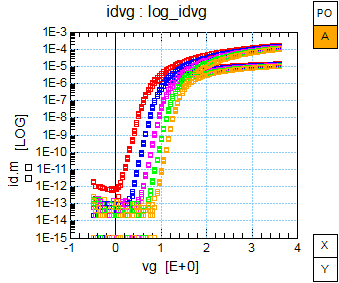 idvg : log_idvg
PO
A
1E-3
1E-4
1E-5
1E-6
1E-7
1E-8
1E-9
1E-10
1E-11
1E-12
1E-13
1E-14
1E-15
id.m [LOG]
-1 0 1 2 3 4
vg [E+0]
X
Y